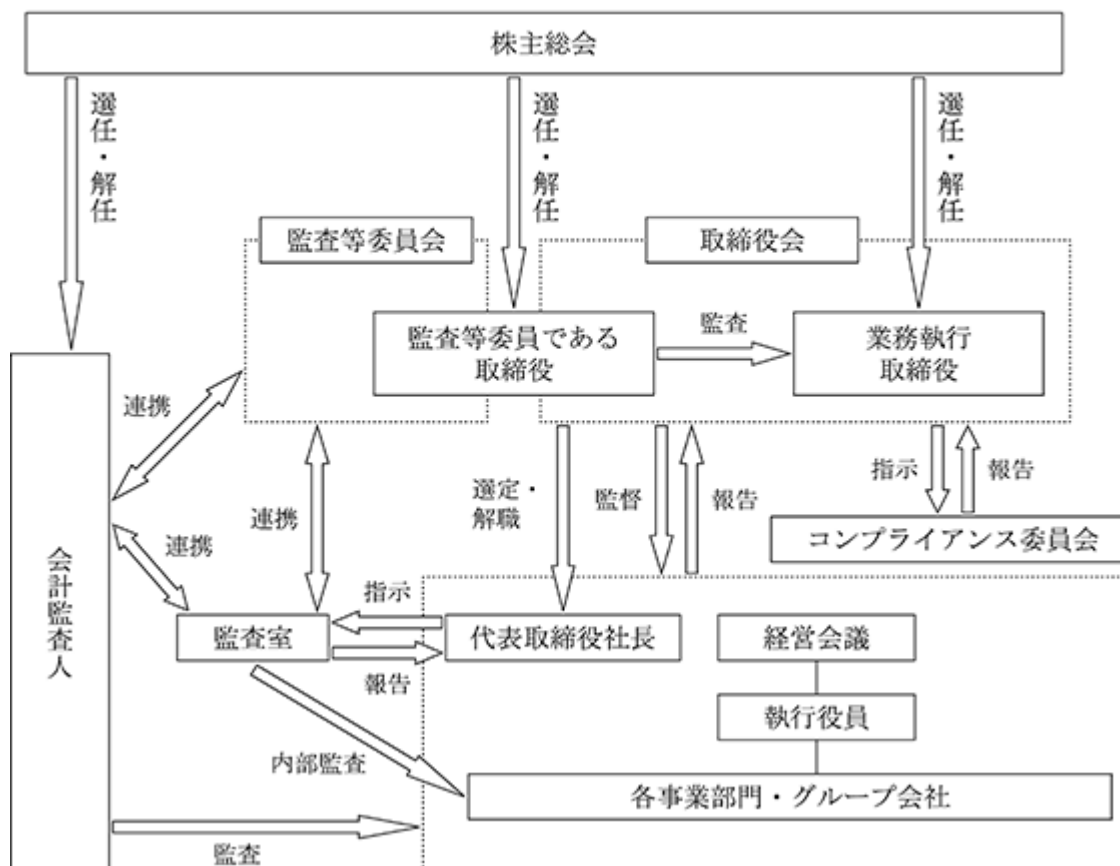 株主総会
選任・解任
選任・解任
選任・解任
監査等委員会
取締役会
監査等委員である
取締役
監査
業務執行
取締役
連携
連携
連携
選定・
解職
監督
報告
指示
報告
コンプライアンス委員会
会計監査人
指示
監査室
報告
代表取締役社長
経営会議
執行役員
内部監査
各事業部門・グループ会社
監査